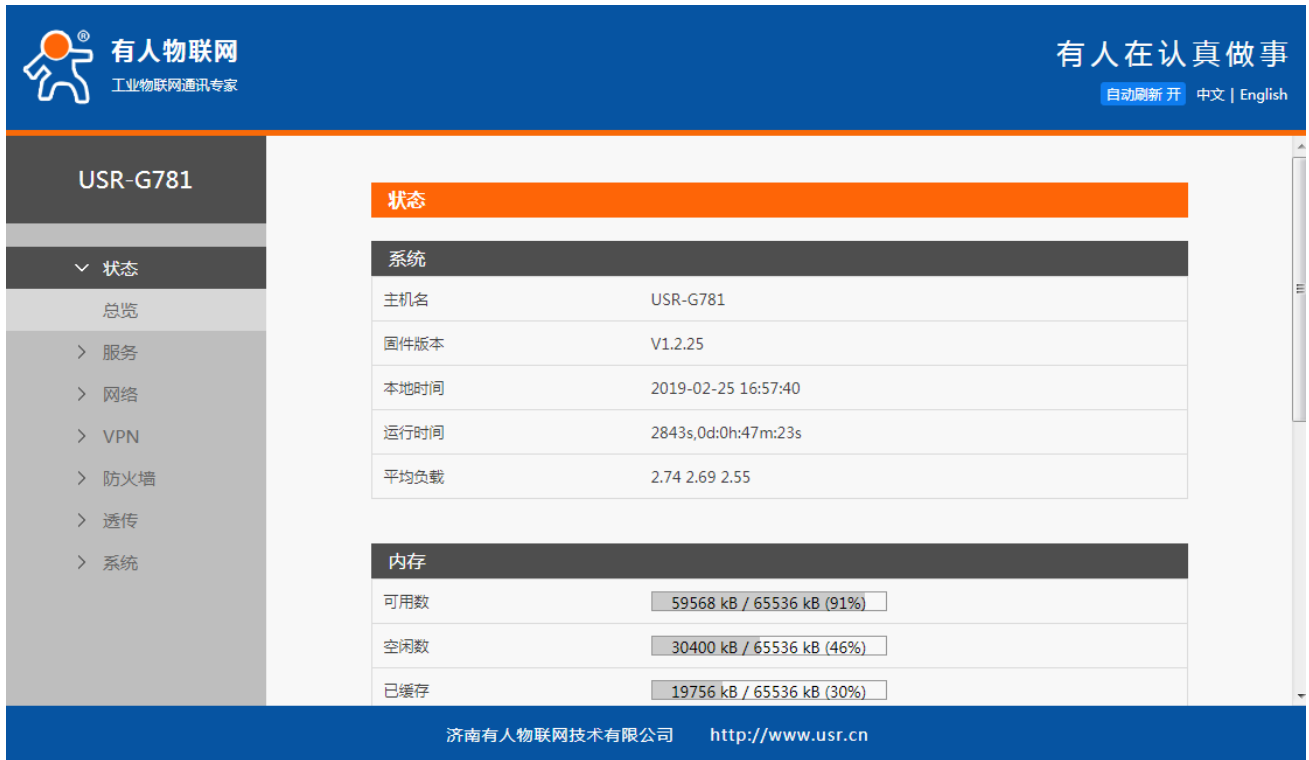 有人物联网
®
工业物联网通讯专家
有人在认真做事
自动刷新 开 中文 | English
USR-G781
状态
总览
服务
网络
VPN
防火墙
透传
系统
状态
系统
主机名 USR-G781
固件版本 V1.2.25
本地时间 2019-02-25 16:57:40
运行时间 2843s,0d:0h:47m:23s
平均负载 2.74 2.69 2.55
内存
可用数 59568 kB / 65536 kB (91%)
空闲数 30400 kB / 65536 kB (46%)
已缓存 19756 kB / 65536 kB (30%)
济南有人物联网技术有限公司 http://www.usr.cn